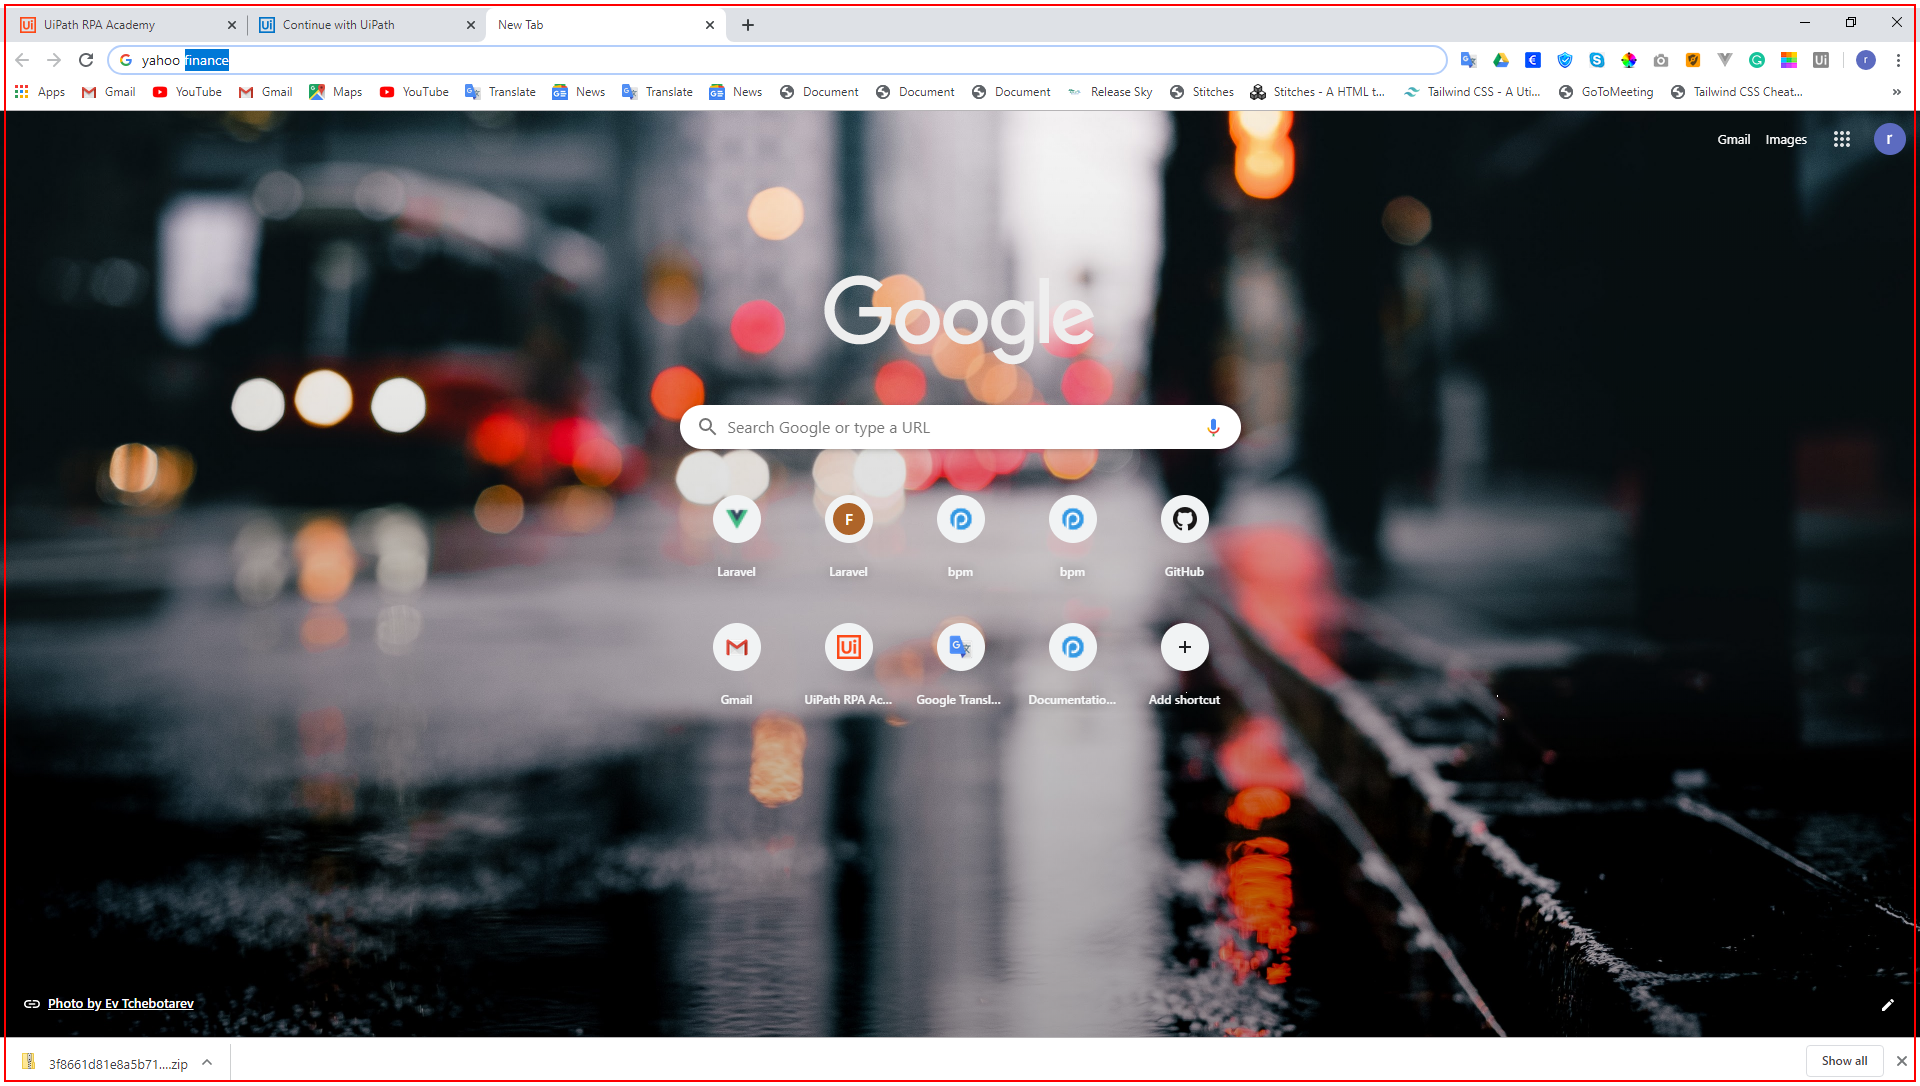 UiPath RPA Academy
Continue with UiPath
New Tab
yahoo finance
Apps
Gmail
YouTube
Gmail
Maps
YouTube
Translate
News
Translate
News
Document
Document
Document
Release Sky
Stitches
Stitches - A HTML t...
Tailwind CSS - A Uti...
GoToMeeting
Tailwind CSS Cheat...
»
Gmail
Images
r
Google
Search Google or type a URL
Laravel
F
Laravel
bpm
bpm
GitHub
Gmail
Ui
UiPath RPA Ac...
Google Transl...
Documentatio...
Add shortcut
Photo by Ev Tchebotarev
3f8661d81e8a5b71....zip
Show all